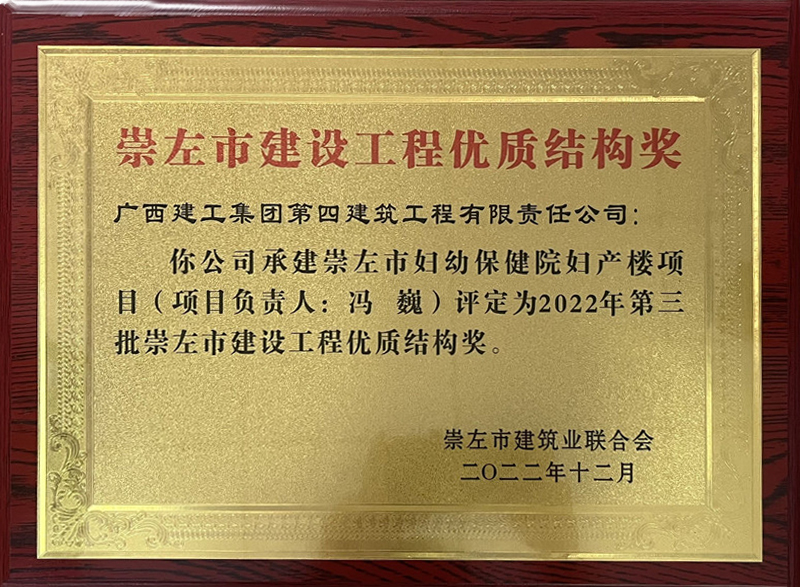 崇左市建设工程优质结构奖
广西建工集团第四建筑工程有限责任公司：
你公司承建崇左市妇幼保健院妇产楼项
目（项目负责人：冯 巍）评定为2022年第三
批崇左市建设工程优质结构奖。
崇左市建筑业联合会
二〇二二年十二月